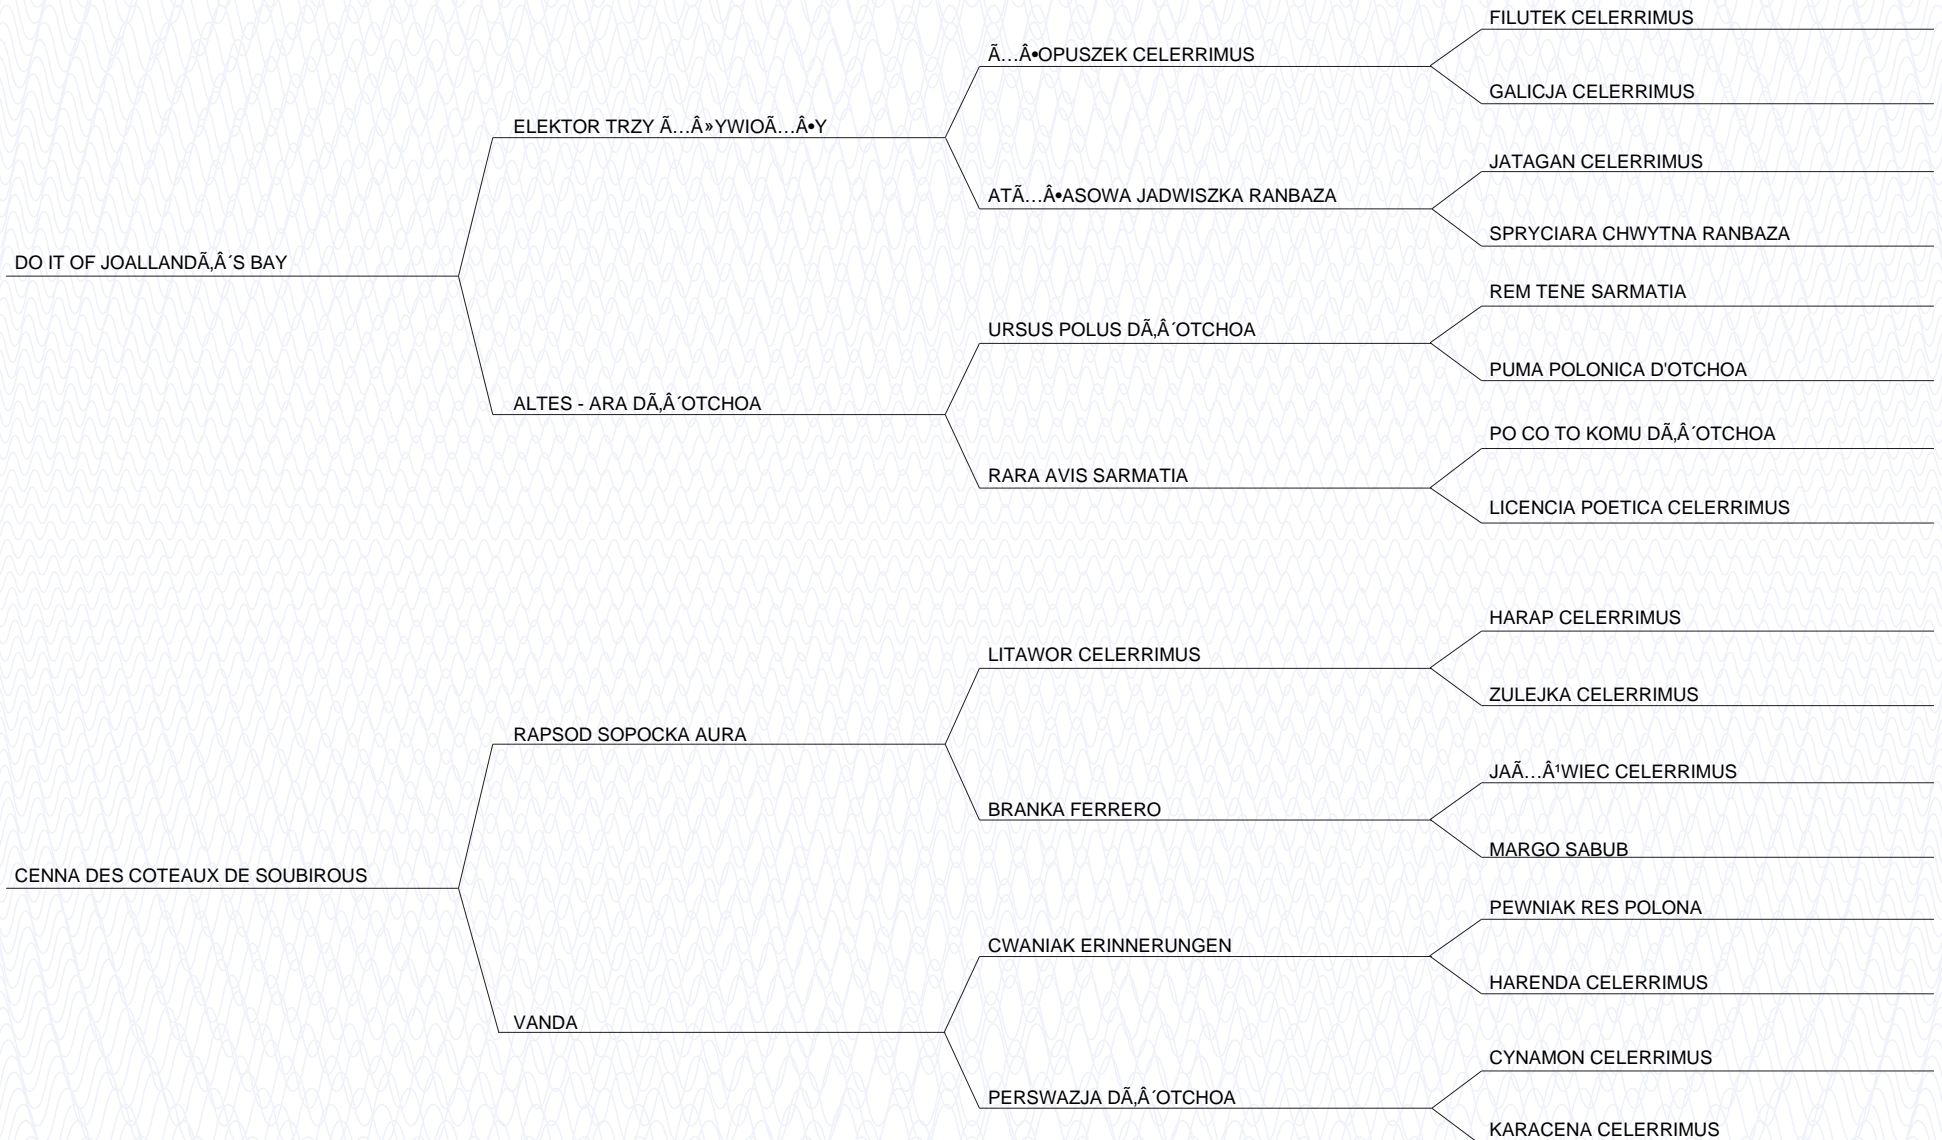 FILUTEK CELERRIMUS
Ã…Â•OPUSZEK CELERRIMUS
GALICJA CELERRIMUS
ELEKTOR TRZY Ã…Â»YWIOÃ…Â•Y
JATAGAN CELERRIMUS
ATÃ…Â•ASOWA JADWISZKA RANBAZA
SPRYCIARA CHWYTNA RANBAZA
DO IT OF JOALLANDÃ‚Â´S BAY
REM TENE SARMATIA
URSUS POLUS DÃ‚Â´OTCHOA
PUMA POLONICA D'OTCHOA
ALTES - ARA DÃ‚Â´OTCHOA
PO CO TO KOMU DÃ‚Â´OTCHOA
RARA AVIS SARMATIA
LICENCIA POETICA CELERRIMUS
HARAP CELERRIMUS
LITAWOR CELERRIMUS
ZULEJKA CELERRIMUS
RAPSOD SOPOCKA AURA
JAÃ…Â¹WIEC CELERRIMUS
BRANKA FERRERO
MARGO SABUB
CENNA DES COTEAUX DE SOUBIROUS
PEWNIAK RES POLONA
CWANIAK ERINNERUNGEN
HARENDA CELERRIMUS
VANDA
CYNAMON CELERRIMUS
PERSWAZJA DÃ‚Â´OTCHOA
KARACENA CELERRIMUS